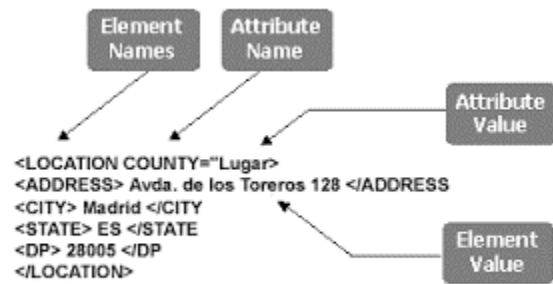 Element
Names
Attribute
Name
Attribute
Value
<LOCATION COUNTY="Lugar>
<ADDRESS> Avda. de los Toreros 128 </ADDRESS
<CITY> Madrid </CITY
<STATE> ES </STATE
<DP> 28005 </DP
</LOCATION>
Element
Value